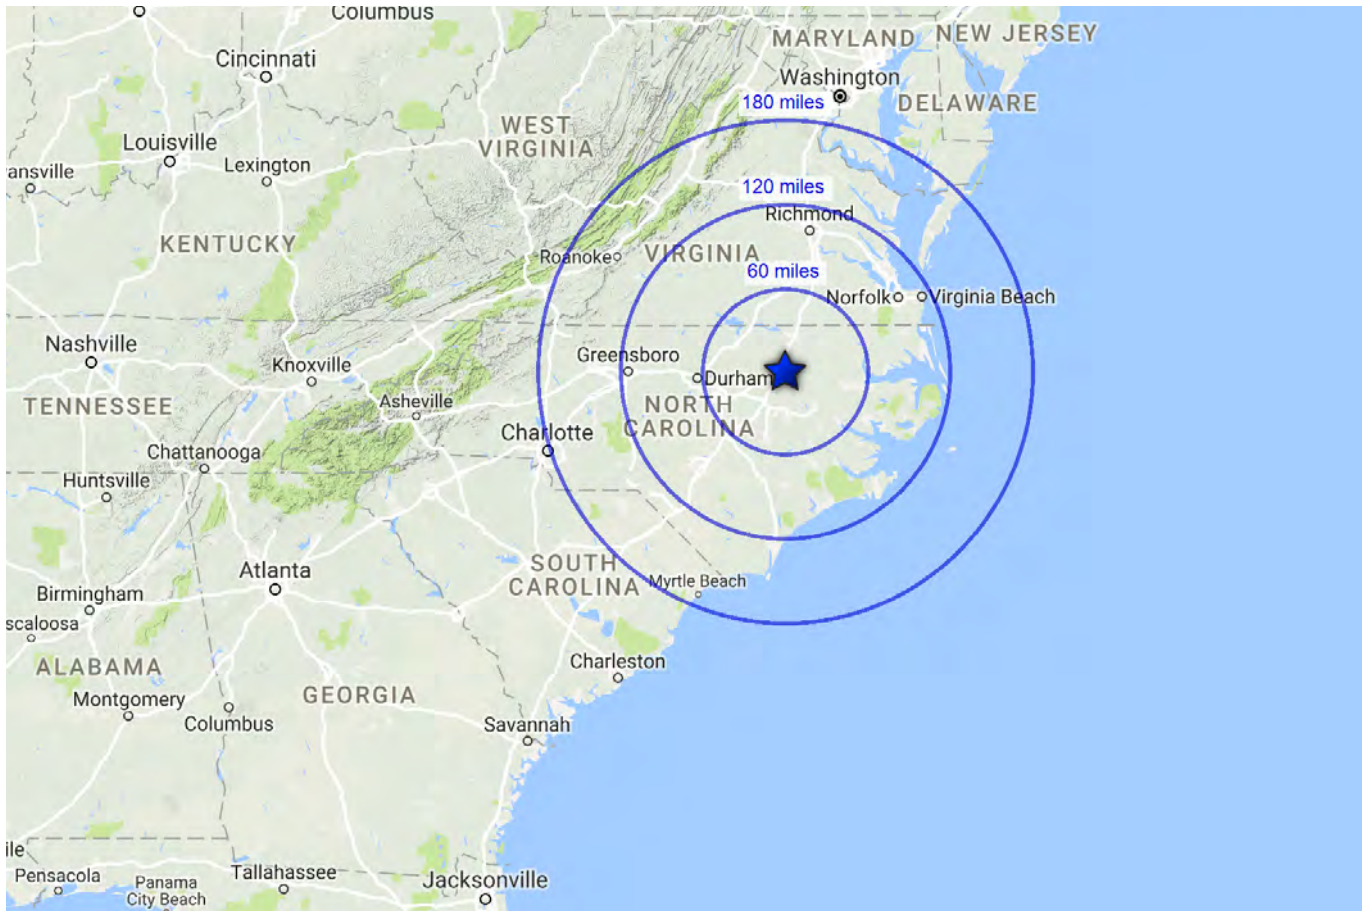 Columbus
MARYLAND
NEW JERSEY
Cincinnati
Washington
180 miles
DELAWARE
WEST
VIRGINIA
Louisville
Lexington
ansville
120 miles
Richmond
KENTUCKY
Roanoke
VIRGINIA
60 miles
Norfolk
Virginia Beach
Nashville
Greensboro
Knoxville
Durham
TENNESSEE
Asheville
NORTH
CAROLINA
Charlotte
Chattanooga
Huntsville
SOUTH
CAROLINA
Atlanta
Myrtle Beach
Birmingham
scaloosa
ALABAMA
Charleston
GEORGIA
Montgomery
Columbus
Savannah
ile
Pensacola
Panama
City Beach
Tallahassee
Jacksonville